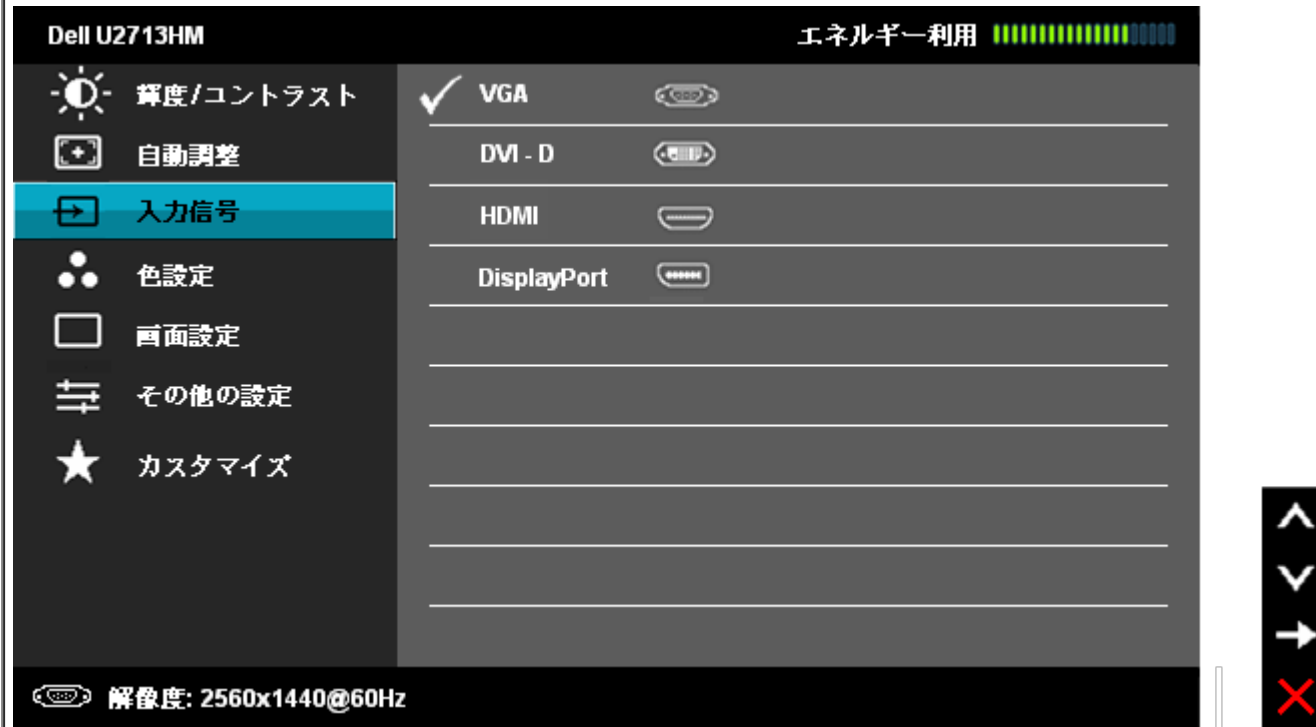 Dell U2713HM エネルギー利用
輝度/コントラスト
自動調整
入力信号
色設定
画面設定
その他の設定
カスタマイズ
VGA
DVI - D
HDMI
DisplayPort
解像度: 2560x1440@60Hz